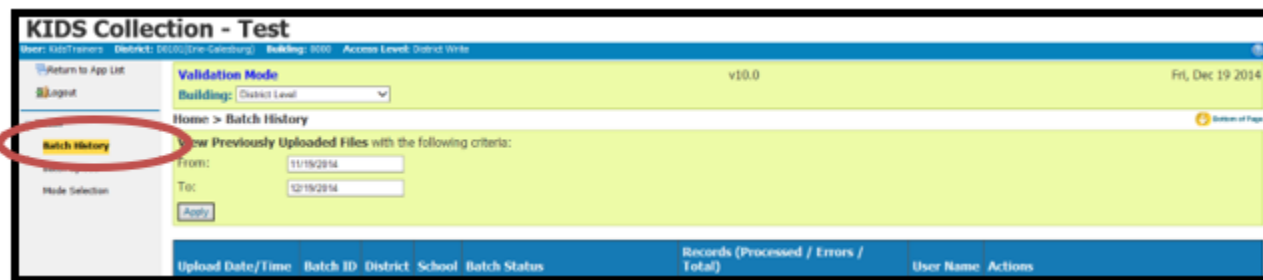 KIDS Collection - Test
User: KidsTrainers District: D0101(Erie-Galesburg) Building: 0000 Access Level: District Write
Return to App List
Logout
Validation Mode v10.0 Fri, Dec 19 2014
Building: District Level
Home > Batch History Bottom of Page
Batch History
View Previously Uploaded Files with the following criteria:
From: 11/19/2014
To: 12/19/2014
Mode Selection
Apply
Upload Date/Time Batch ID District School Batch Status Records (Processed / Errors / Total) User Name Actions